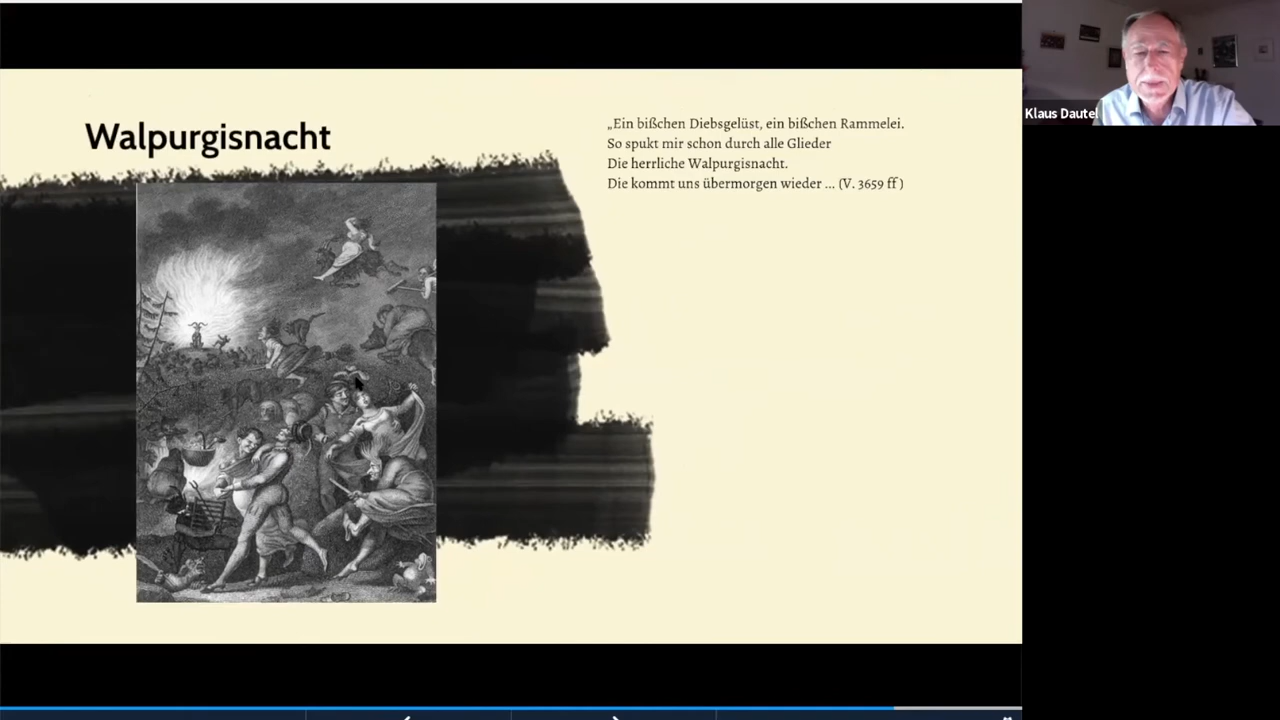 Walpurgisnacht
„Ein bißchen Diebsgelüst, ein bißchen Rammelei.
So spukt mir schon durch alle Glieder
Die herrliche Walpurgisnacht.
Die kommt uns übermorgen wieder ... (V. 3659 ff )
Klaus Dautel